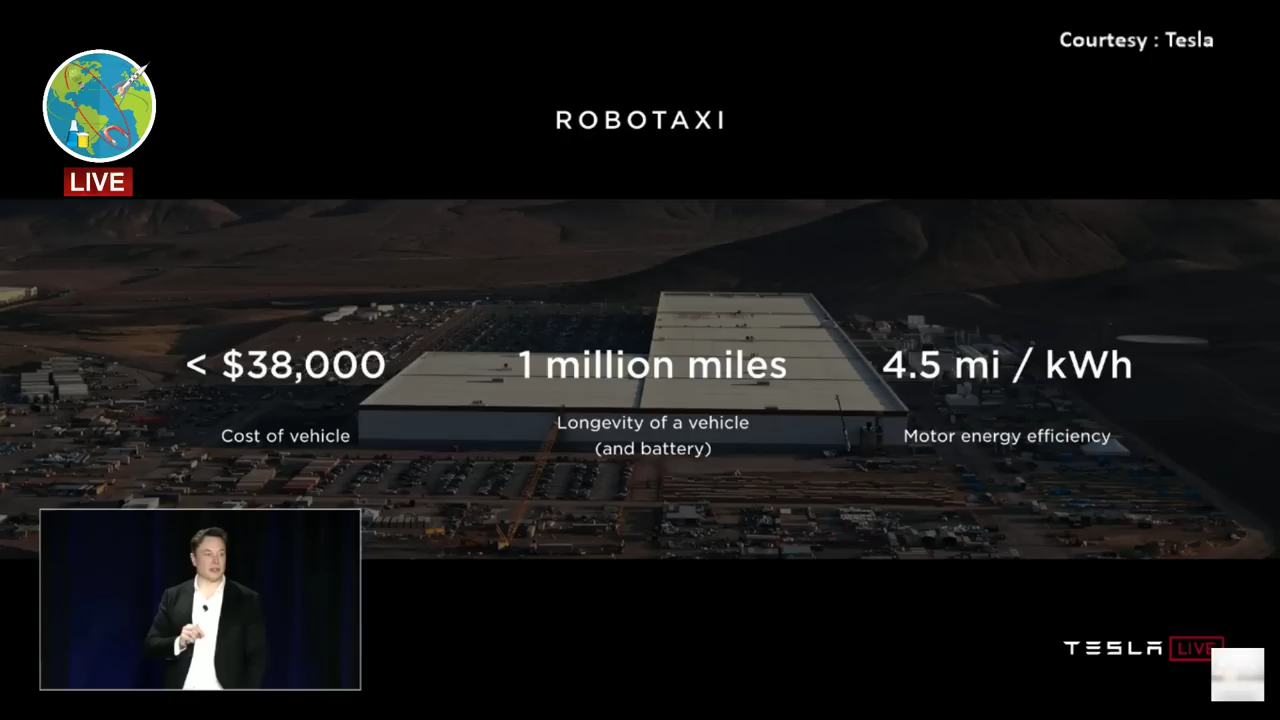 Courtesy : Tesla
LIVE
ROBOTAXI
< $38,000
1 million miles
4.5 mi / kWh
Cost of vehicle
Longevity of a vehicle
(and battery)
Motor energy efficiency
TESLA LIVE